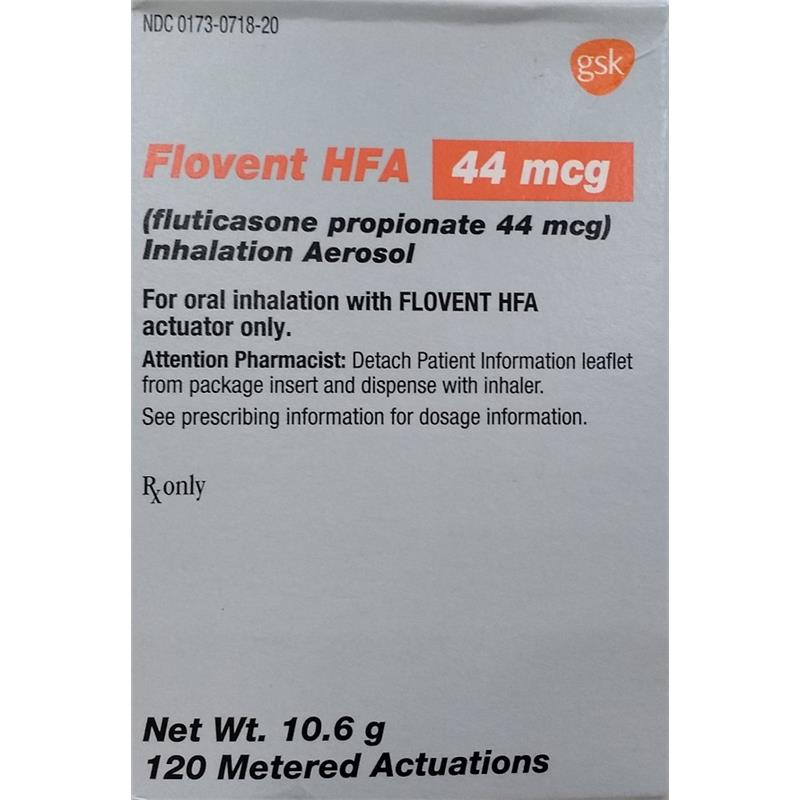 NDC 0173-0718-20
gsk
Flovent HFA 44 mcg
(fluticasone propionate 44 mcg)
Inhalation Aerosol
For oral inhalation with FLOVENT HFA
actuator only.
Attention Pharmacist: Detach Patient Information leaflet
from package insert and dispense with inhaler.
See prescribing information for dosage information.
Rx only
Net Wt. 10.6 g
120 Metered Actuations